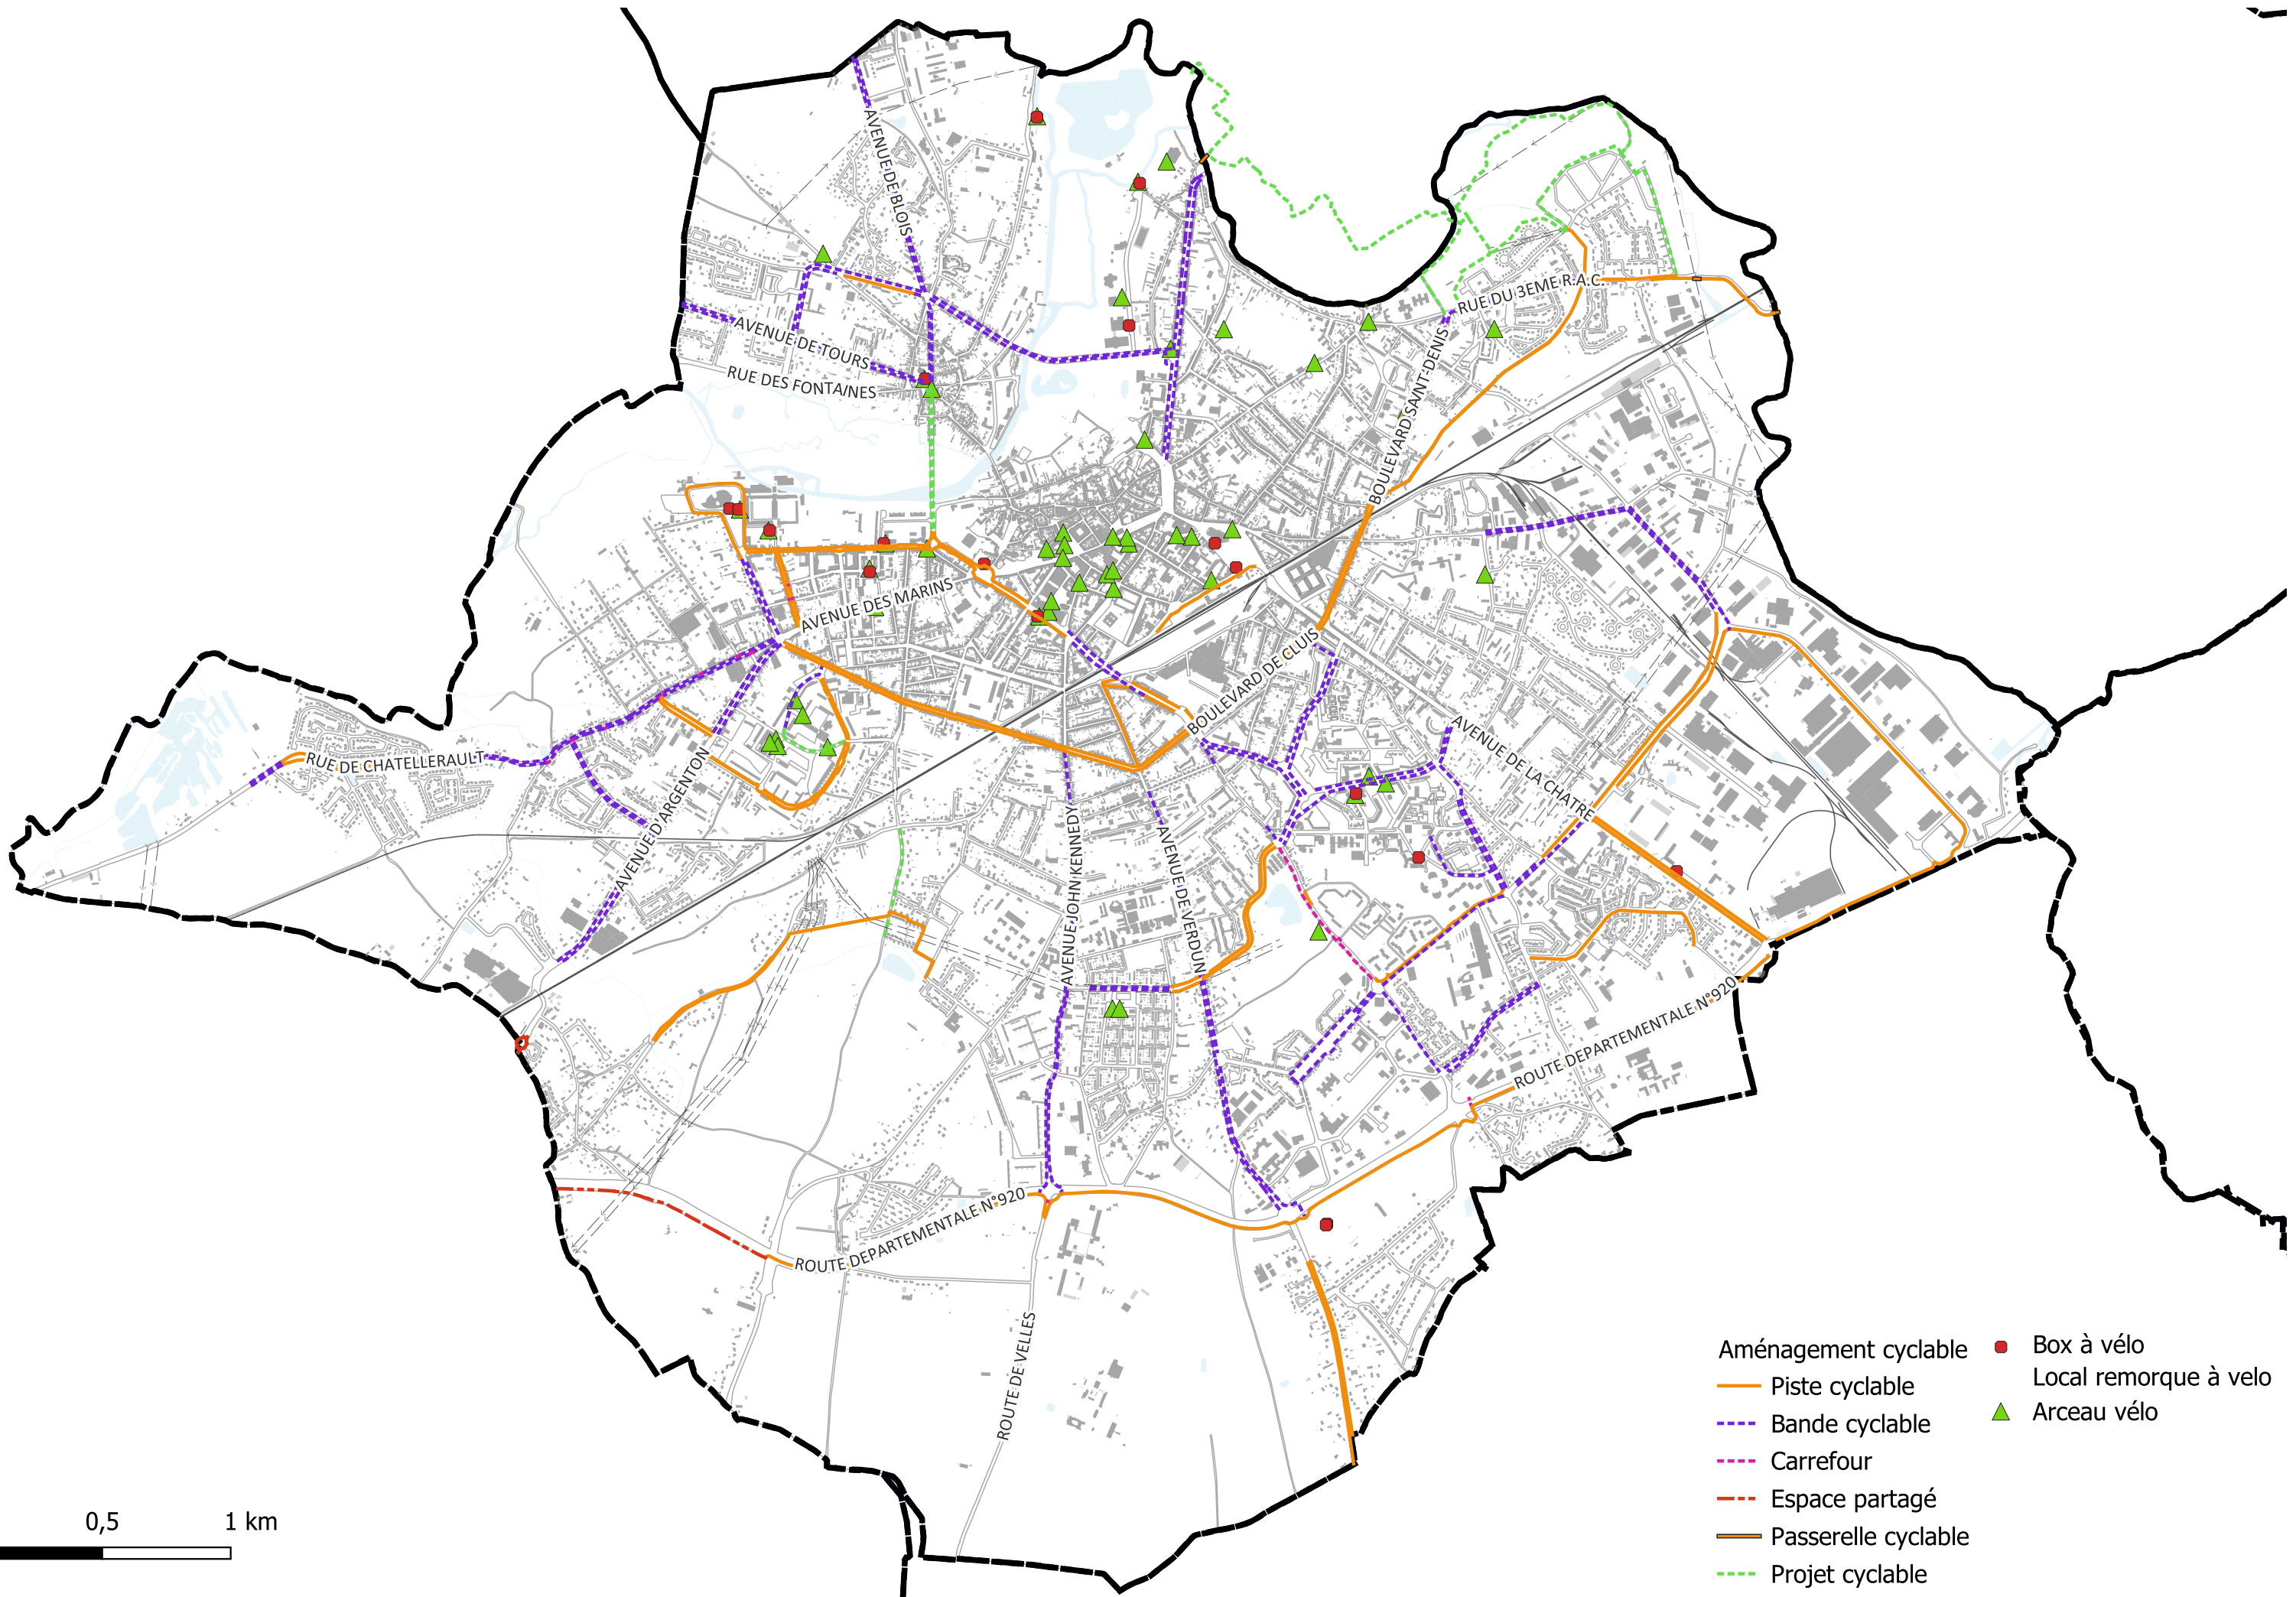 AVENUE DE BLOIS
RUE DU 3EME R.A.C.
AVENUE DE TOURS
RUE DES FONTAINES
BOULEVARD SAINT-DENIS
AVENUE DES MARINS
BOULEVARD DE CLUIS
RUE DE CHATELLERAULT
AVENUE D'ARGENTON
AVENUE DE LA CHATRE
AVENUE JOHN KENNEDY
AVENUE DE VERDUN
ROUTE DEPARTEMENTALE N°920
ROUTE DEPARTEMENTALE N°920
ROUTE DE VELLES
Aménagement cyclable
Piste cyclable
Bande cyclable
Carrefour
Espace partagé
Passerelle cyclable
Projet cyclable
Box à vélo
Local remorque à velo
Arceau vélo
0,5 1 km